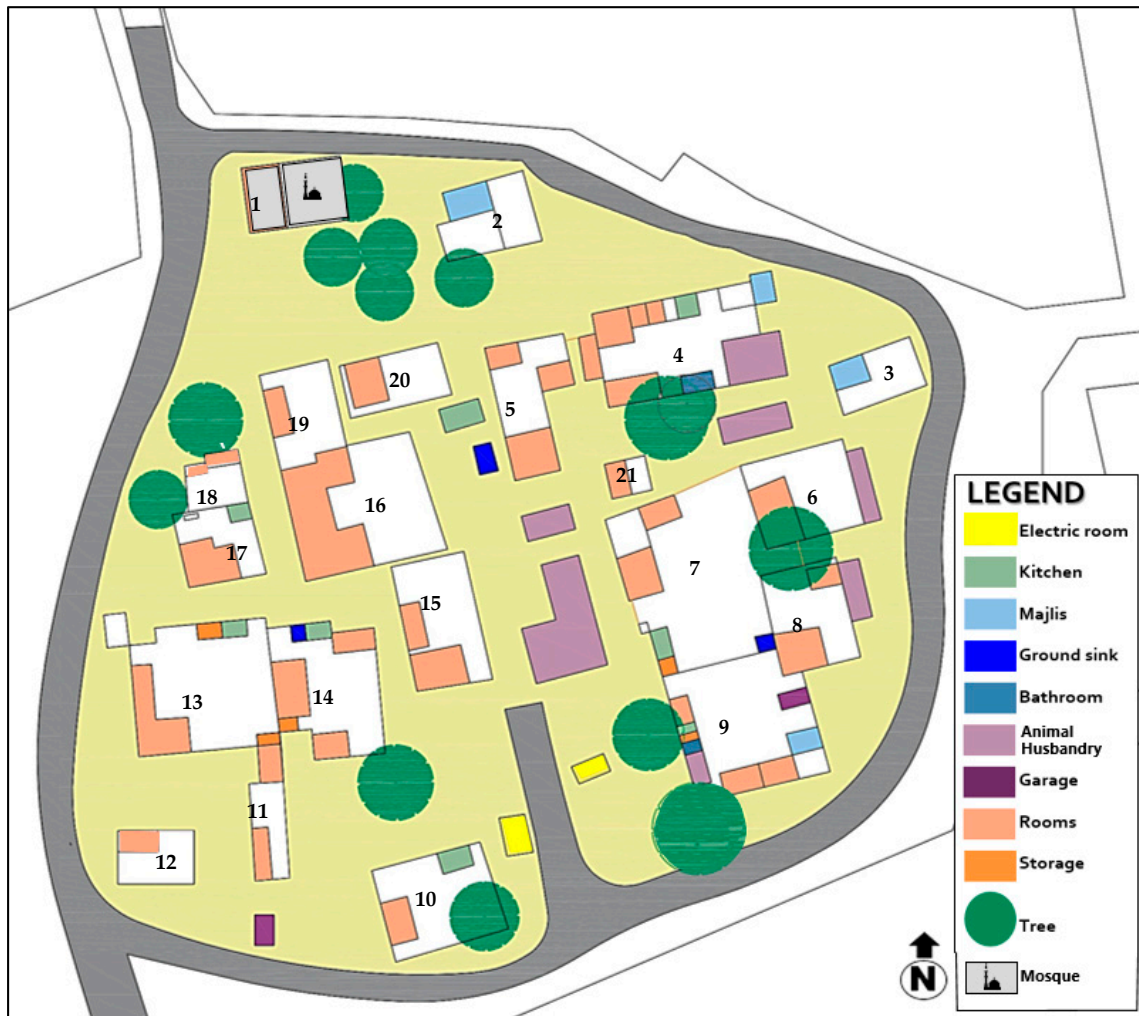 1
2
3
4
5
20
19
21
6
18
16
17
7
15
8
13
14
9
11
12
10
LEGEND
Electric room
Kitchen
Majlis
Ground sink
Bathroom
Animal
Husbandry
Garage
Rooms
Storage
Tree
Mosque
N